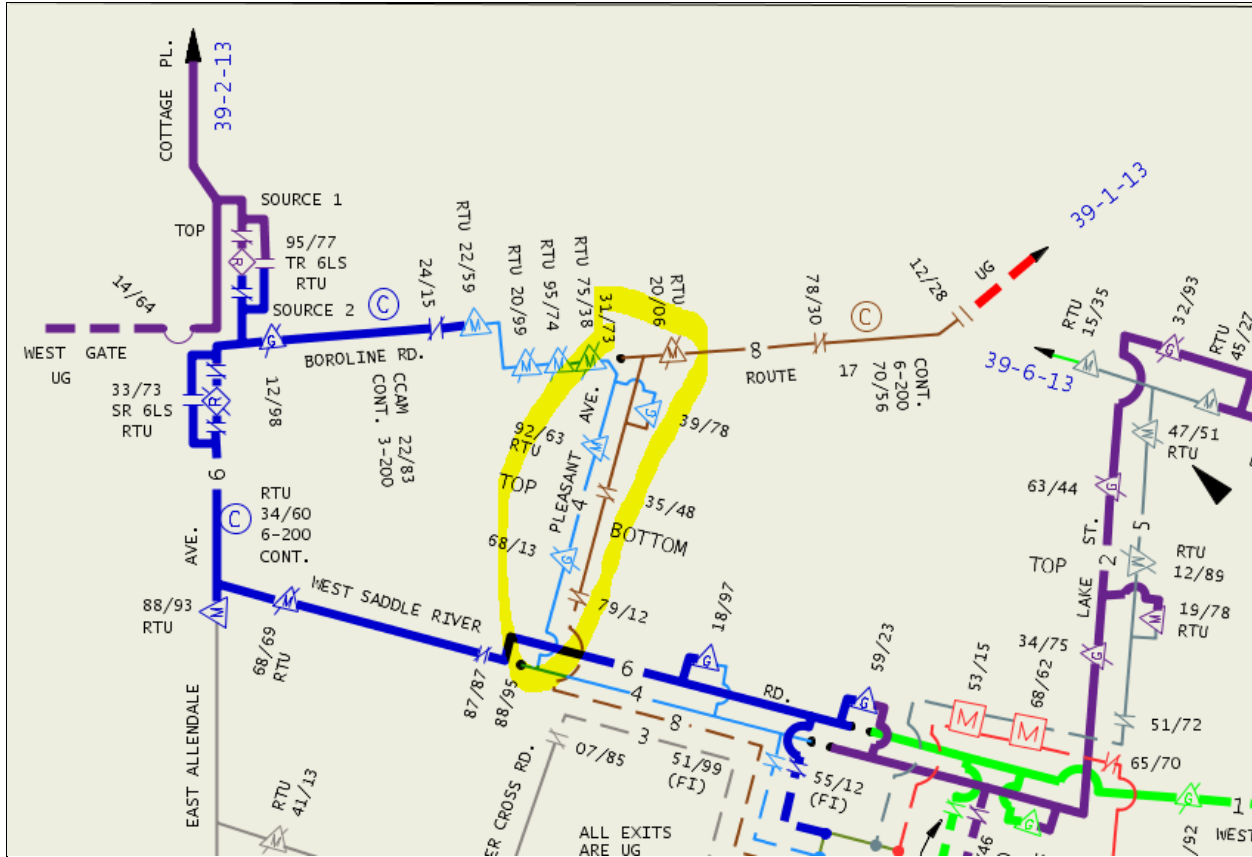 COTTAGE PL.
39-2-13
SOURCE 1
TOP
95/77
TR 6LS
RTU
R
SOURCE 2
14/64
WEST GATE
UG
33/73
SR 6LS
RTU
R
G
12/98
BOROLINE RD.
C
24/15
CCAM 22/83
CONT. 3-200
RTU 22/59
M
RTU 20/99
M
RTU 95/74
M
RTU 75/38
M
31/73
RTU
20/06
M
8
ROUTE 17
78/30
C
CONT.
6-200
70/56
12/28
UG
39-1-13
39-6-13
RTU
15/35
M
32/93
G
RTU
45/27
M
47/51
RTU
M
92/63
RTU
M
TOP
PLEASANT AVE.
4
G
39/78
35/48
BOTTOM
68/13
G
79/12
6
C
RTU
34/60
6-200
CONT.
AVE.
EAST ALLENDALE
88/93
RTU
M
M
68/69
RTU
WEST SADDLE RIVER RD.
87/87
88/95
6
4
8
3
18/97
G
59/23
G
63/44
G
TOP
LAKE ST.
2
5
RTU
12/89
M
19/78
RTU
M
34/75
G
53/15
M
68/62
M
51/72
65/70
07/85
51/99
(FI)
55/12
(FI)
RTU
41/13
M
ER CROSS RD.
ALL EXITS
ARE UG
G
/46
G
1
/92
WEST